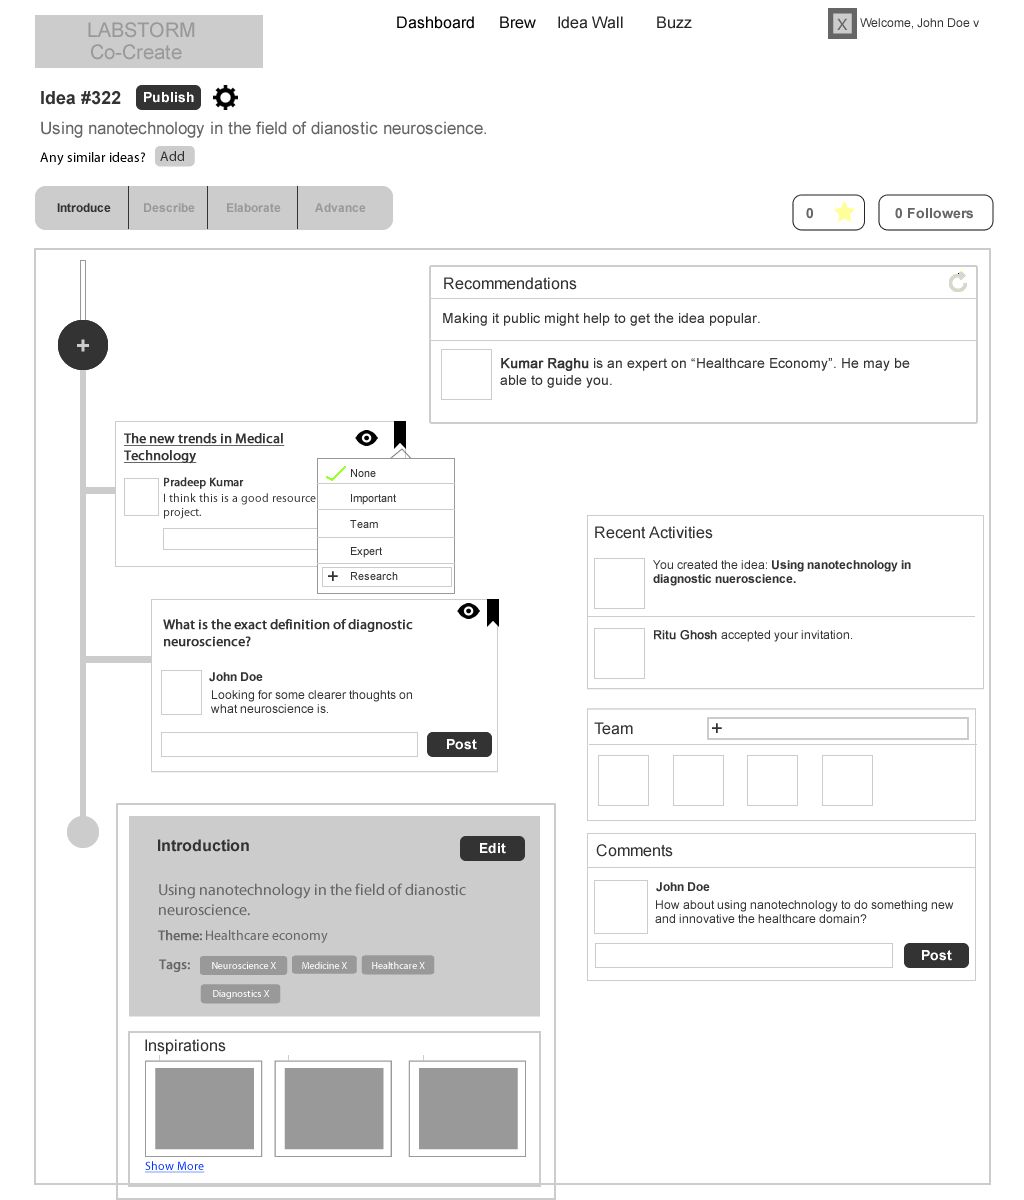 LABSTORM
Co-Create
Dashboard Brew Idea Wall Buzz
X Welcome, John Doe v
Idea #322 Publish
Using nanotechnology in the field of dianostic neuroscience.
Any similar ideas? Add
Introduce Describe Elaborate Advance
0 0 Followers
+
Recommendations
Making it public might help to get the idea popular.
Kumar Raghu is an expert on “Healthcare Economy”. He may be
able to guide you.
The new trends in Medical
Technology
Pradeep Kumar
I think this is a good resource
project.
None
Important
Team
Expert
+ Research
What is the exact definition of diagnostic
neuroscience?
John Doe
Looking for some clearer thoughts on
what neuroscience is.
Post
Recent Activities
You created the idea: Using nanotechnology in
diagnostic nueroscience.
Ritu Ghosh accepted your invitation.
Team +
Comments
John Doe
How about using nanotechnology to do something new
and innovative the healthcare domain?
Post
Introduction Edit
Using nanotechnology in the field of dianostic
neuroscience.
Theme: Healthcare economy
Tags: Neuroscience X Medicine X Healthcare X
Diagnostics X
Inspirations
Show More